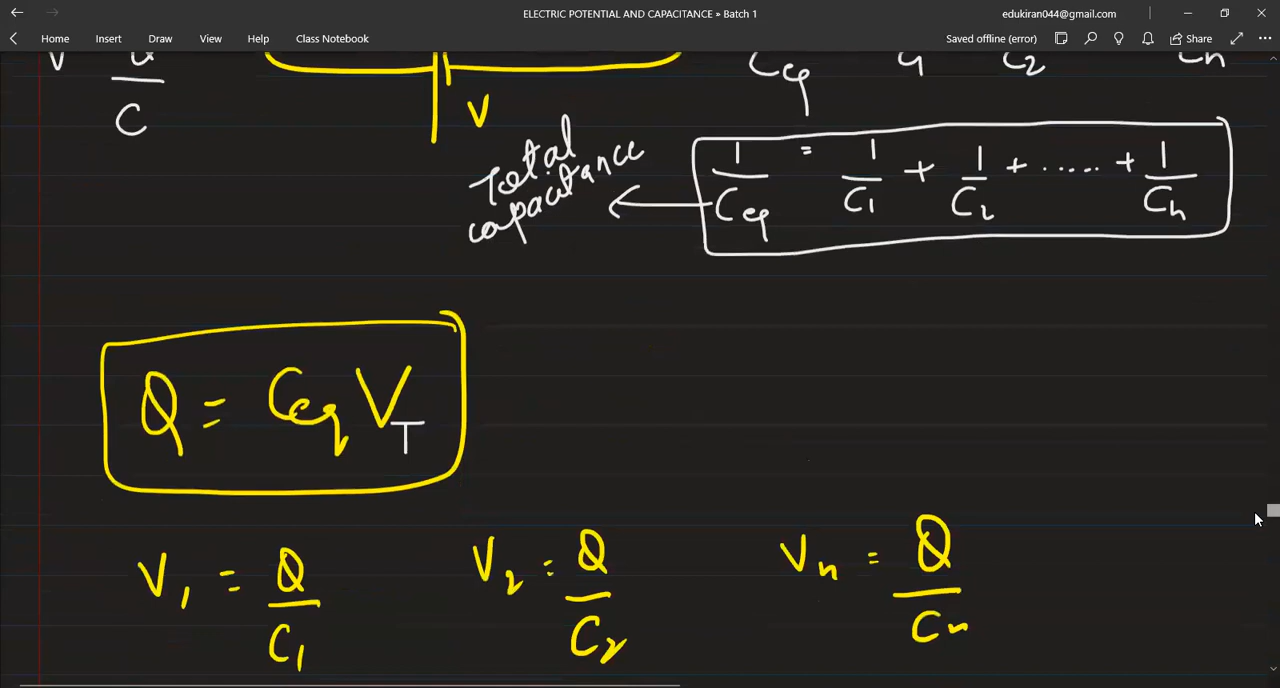 ELECTRIC POTENTIAL AND CAPACITANCE » Batch 1
edukiran044@gmail.com
Home Insert Draw View Help Class Notebook
Saved offline (error)
Share
V
C
V
Ceq C1 C2 Cn
Total
capacitance
1/Ceq = 1/C1 + 1/C2 + ..... + 1/Cn
Q = Ceq VT
V1 = Q/C1 V2 = Q/C2 Vn = Q/Cn